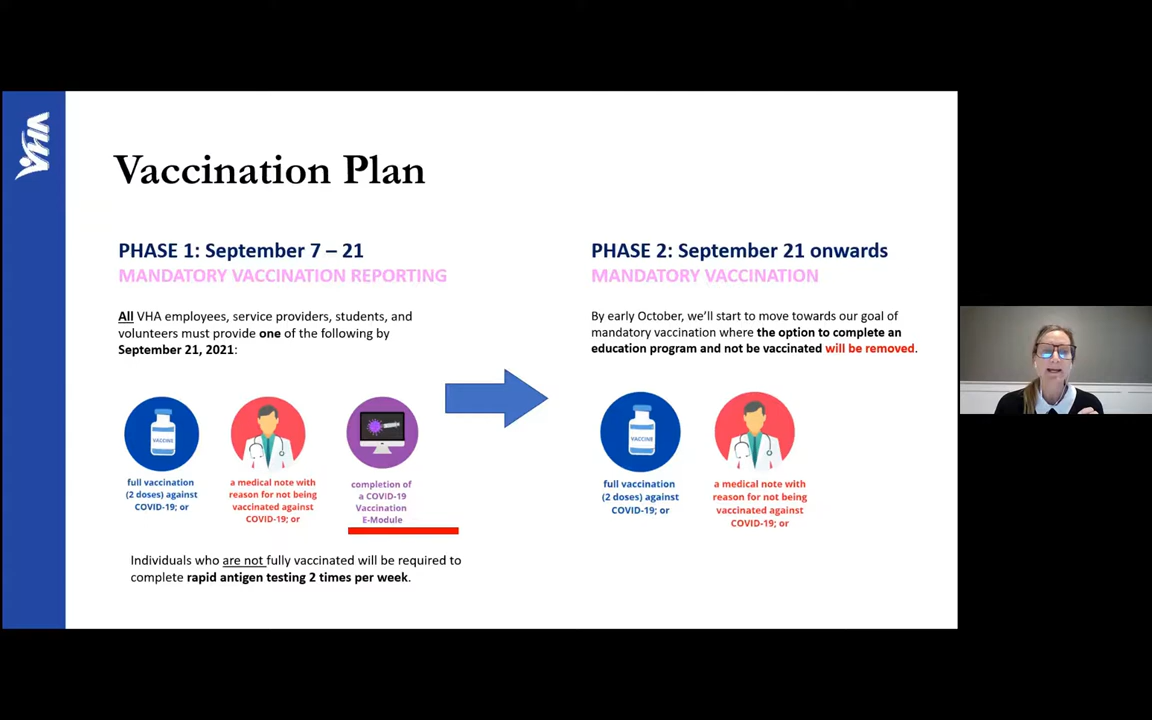 VHA
Vaccination Plan
PHASE 1: September 7 – 21
MANDATORY VACCINATION REPORTING
All VHA employees, service providers, students, and
volunteers must provide one of the following by
September 21, 2021:
VACCINE
full vaccination
(2 doses) against
COVID-19; or
a medical note with
reason for not being
vaccinated against
COVID-19; or
completion of
a COVID-19
Vaccination
E-Module
Individuals who are not fully vaccinated will be required to
complete rapid antigen testing 2 times per week.
PHASE 2: September 21 onwards
MANDATORY VACCINATION
By early October, we'll start to move towards our goal of
mandatory vaccination where the option to complete an
education program and not be vaccinated will be removed.
VACCINE
full vaccination
(2 doses) against
COVID-19; or
a medical note with
reason for not being
vaccinated against
COVID-19; or